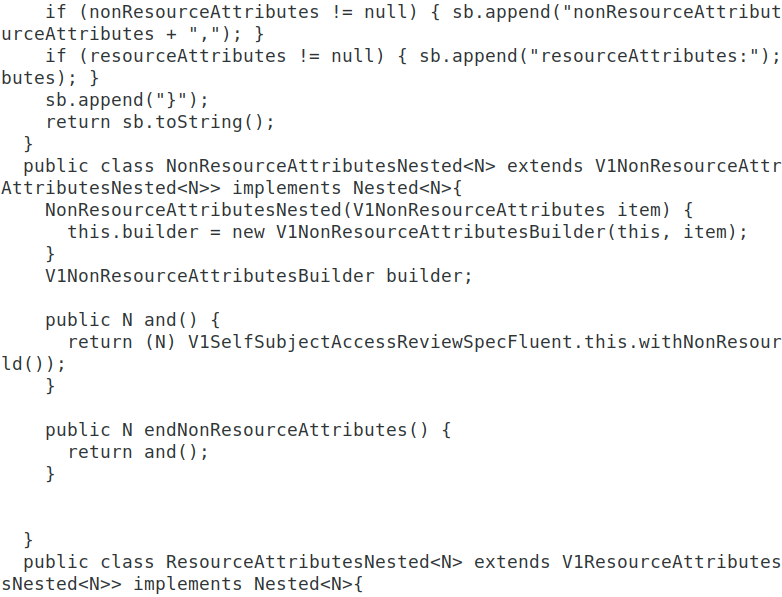 if (nonResourceAttributes != null) { sb.append("nonResourceAttribut
urceAttributes + ","); }
    if (resourceAttributes != null) { sb.append("resourceAttributes:");
butes); }
    sb.append("}");
    return sb.toString();
  }
  public class NonResourceAttributesNested<N> extends V1NonResourceAttr
AttributesNested<N>> implements Nested<N>{
    NonResourceAttributesNested(V1NonResourceAttributes item) {
      this.builder = new V1NonResourceAttributesBuilder(this, item);
    }
    V1NonResourceAttributesBuilder builder;

    public N and() {
      return (N) V1SelfSubjectAccessReviewSpecFluent.this.withNonResour
ld());
    }

    public N endNonResourceAttributes() {
      return and();
    }


  }
  public class ResourceAttributesNested<N> extends V1ResourceAttributes
sNested<N>> implements Nested<N>{